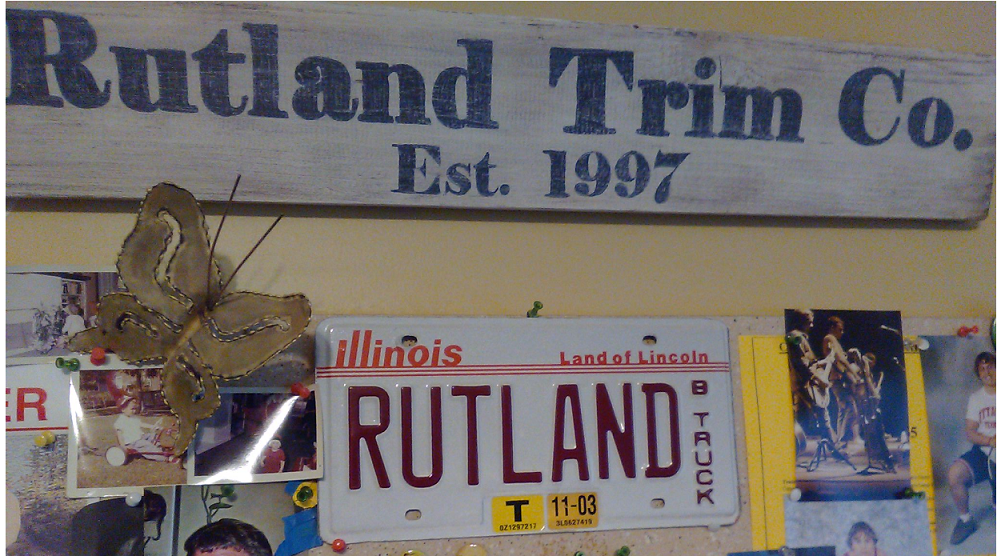 Rutland Trim Co.
Est. 1997
Illinois
Land of Lincoln
RUTLAND
B TRUCK
T
11-03
ER